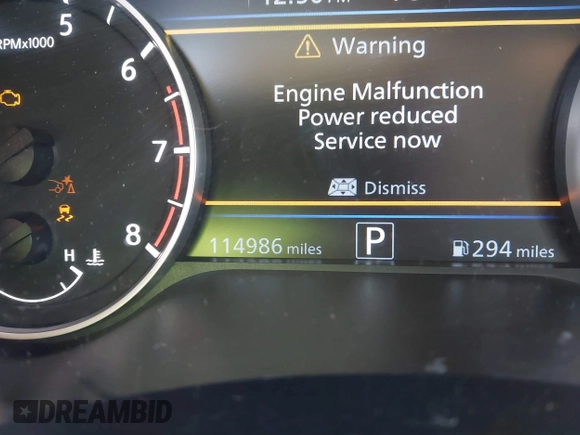 5
RPMx1000
Warning
6
Engine Malfunction
Power reduced
Service now
7
Dismiss
8
H
114986 miles
P
294 miles
DREAMBID